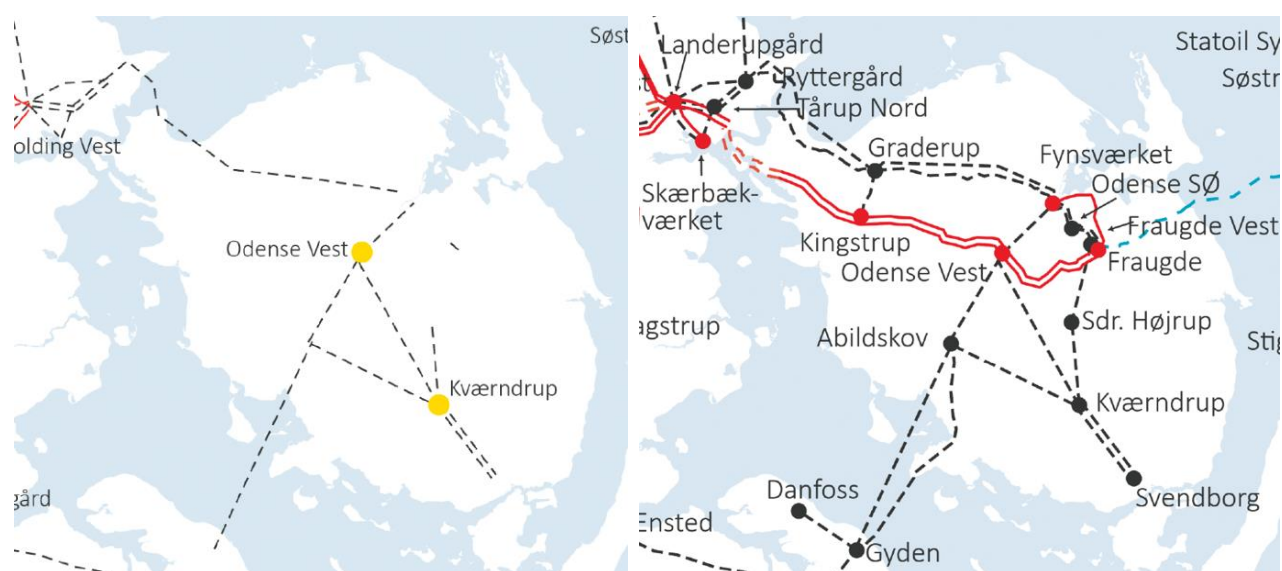 Søst
olding Vest
Odense Vest
Kværndrup
gård
Landerupgård
Statoil Sy
Søstr
st
Ryttergård
Tårup Nord
Graderup
Fynsværket
Odense SØ
Skærbæk-
værket
Fraugde Vest
Kingstrup
Odense Vest
Fraugde
agstrup
Abildskov
Sdr. Højrup
Stig
Kværndrup
Danfoss
Svendborg
Ensted
Gyden